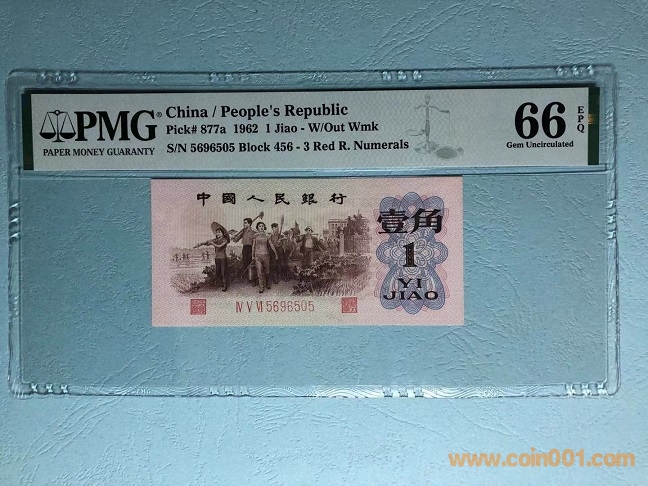 PMG® China / People's Republic
PAPER MONEY GUARANTY
Pick# 877a 1962 1 Jiao - W/Out Wmk
S/N 5696505 Block 456 - 3 Red R. Numerals
66 EPQ
Gem Uncirculated
中國人民銀行
壹角
1
YI
JIAO
Ⅳ Ⅴ Ⅵ 5696505
www.coin001.com